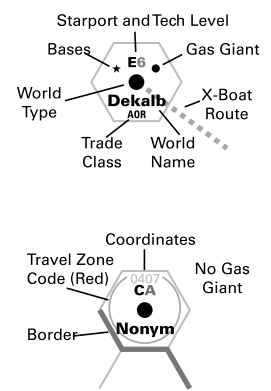 Starport and Tech Level
Bases
Gas Giant
E6
World
Type
Dekalb
AOR
X-Boat
Route
Trade
Class
World
Name
Coordinates
Travel Zone
Code (Red)
No Gas
Giant
0407
CA
Border
Nonym